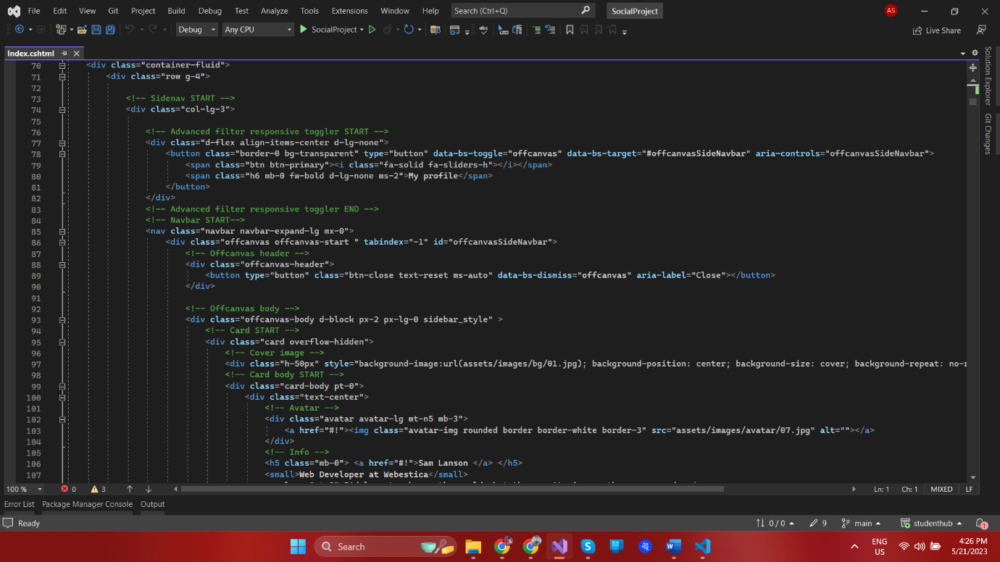 File Edit View Git Project Build Debug Test Analyze Tools Extensions Window Help Search (Ctrl+Q) SocialProject AS
Debug Any CPU SocialProject Live Share
Index.cshtml
70 <div class="container-fluid">
71 <div class="row g-4">
72
73 <!-- Sidenav START -->
74 <div class="col-lg-3">
75
76 <!-- Advanced filter responsive toggler START -->
77 <div class="d-flex align-items-center d-lg-none">
78 <button class="border-0 bg-transparent" type="button" data-bs-toggle="offcanvas" data-bs-target="#offcanvasSideNavbar" aria-controls="offcanvasSideNavbar">
79 <span class="btn btn-primary"><i class="fa-solid fa-sliders-h"></i></span>
80 <span class="h6 mb-0 fw-bold d-lg-none ms-2">My profile</span>
81 </button>
82 </div>
83 <!-- Advanced filter responsive toggler END -->
84 <!-- Navbar START-->
85 <nav class="navbar navbar-expand-lg mx-0">
86 <div class="offcanvas offcanvas-start " tabindex="-1" id="offcanvasSideNavbar">
87 <!-- Offcanvas header -->
88 <div class="offcanvas-header">
89 <button type="button" class="btn-close text-reset ms-auto" data-bs-dismiss="offcanvas" aria-label="Close"></button>
90 </div>
91
92 <!-- Offcanvas body -->
93 <div class="offcanvas-body d-block px-2 px-lg-0 sidebar_style" >
94 <!-- Card START -->
95 <div class="card overflow-hidden">
96 <!-- Cover image -->
97 <div class="h-50px" style="background-image:url(assets/images/bg/01.jpg); background-position: center; background-size: cover; background-repeat:
98 <!-- Card body START -->
99 <div class="card-body pt-0">
100 <div class="text-center">
101 <!-- Avatar -->
102 <div class="avatar avatar-lg mt-n5 mb-3">
103 <a href="#!"><img class="avatar-img rounded border border-white border-3" src="assets/images/avatar/07.jpg" alt=""></a>
104 </div>
105 <!-- Info -->
106 <h5 class="mb-0"> <a href="#!">Sam Lanson </a> </h5>
107 <small>Web Developer at Webestica</small>
Solution Explorer
Git Changes
100 % 0 3 Ln: 1 Ch: 1 MIXED LF
Error List Package Manager Console Output
Ready 0 / 0 9 main studenthub 1
Search ENG US 4:26 PM 5/21/2023